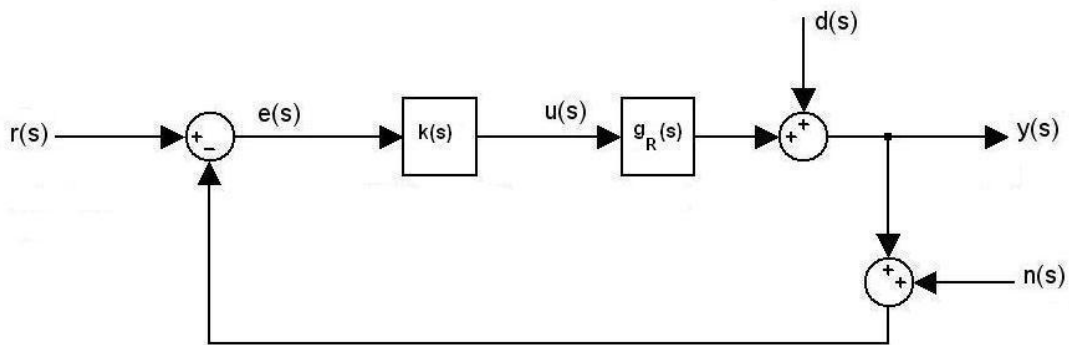 d(s)
r(s)
+
−
e(s)
k(s)
u(s)
g_R(s)
+
+
y(s)
+
+
n(s)